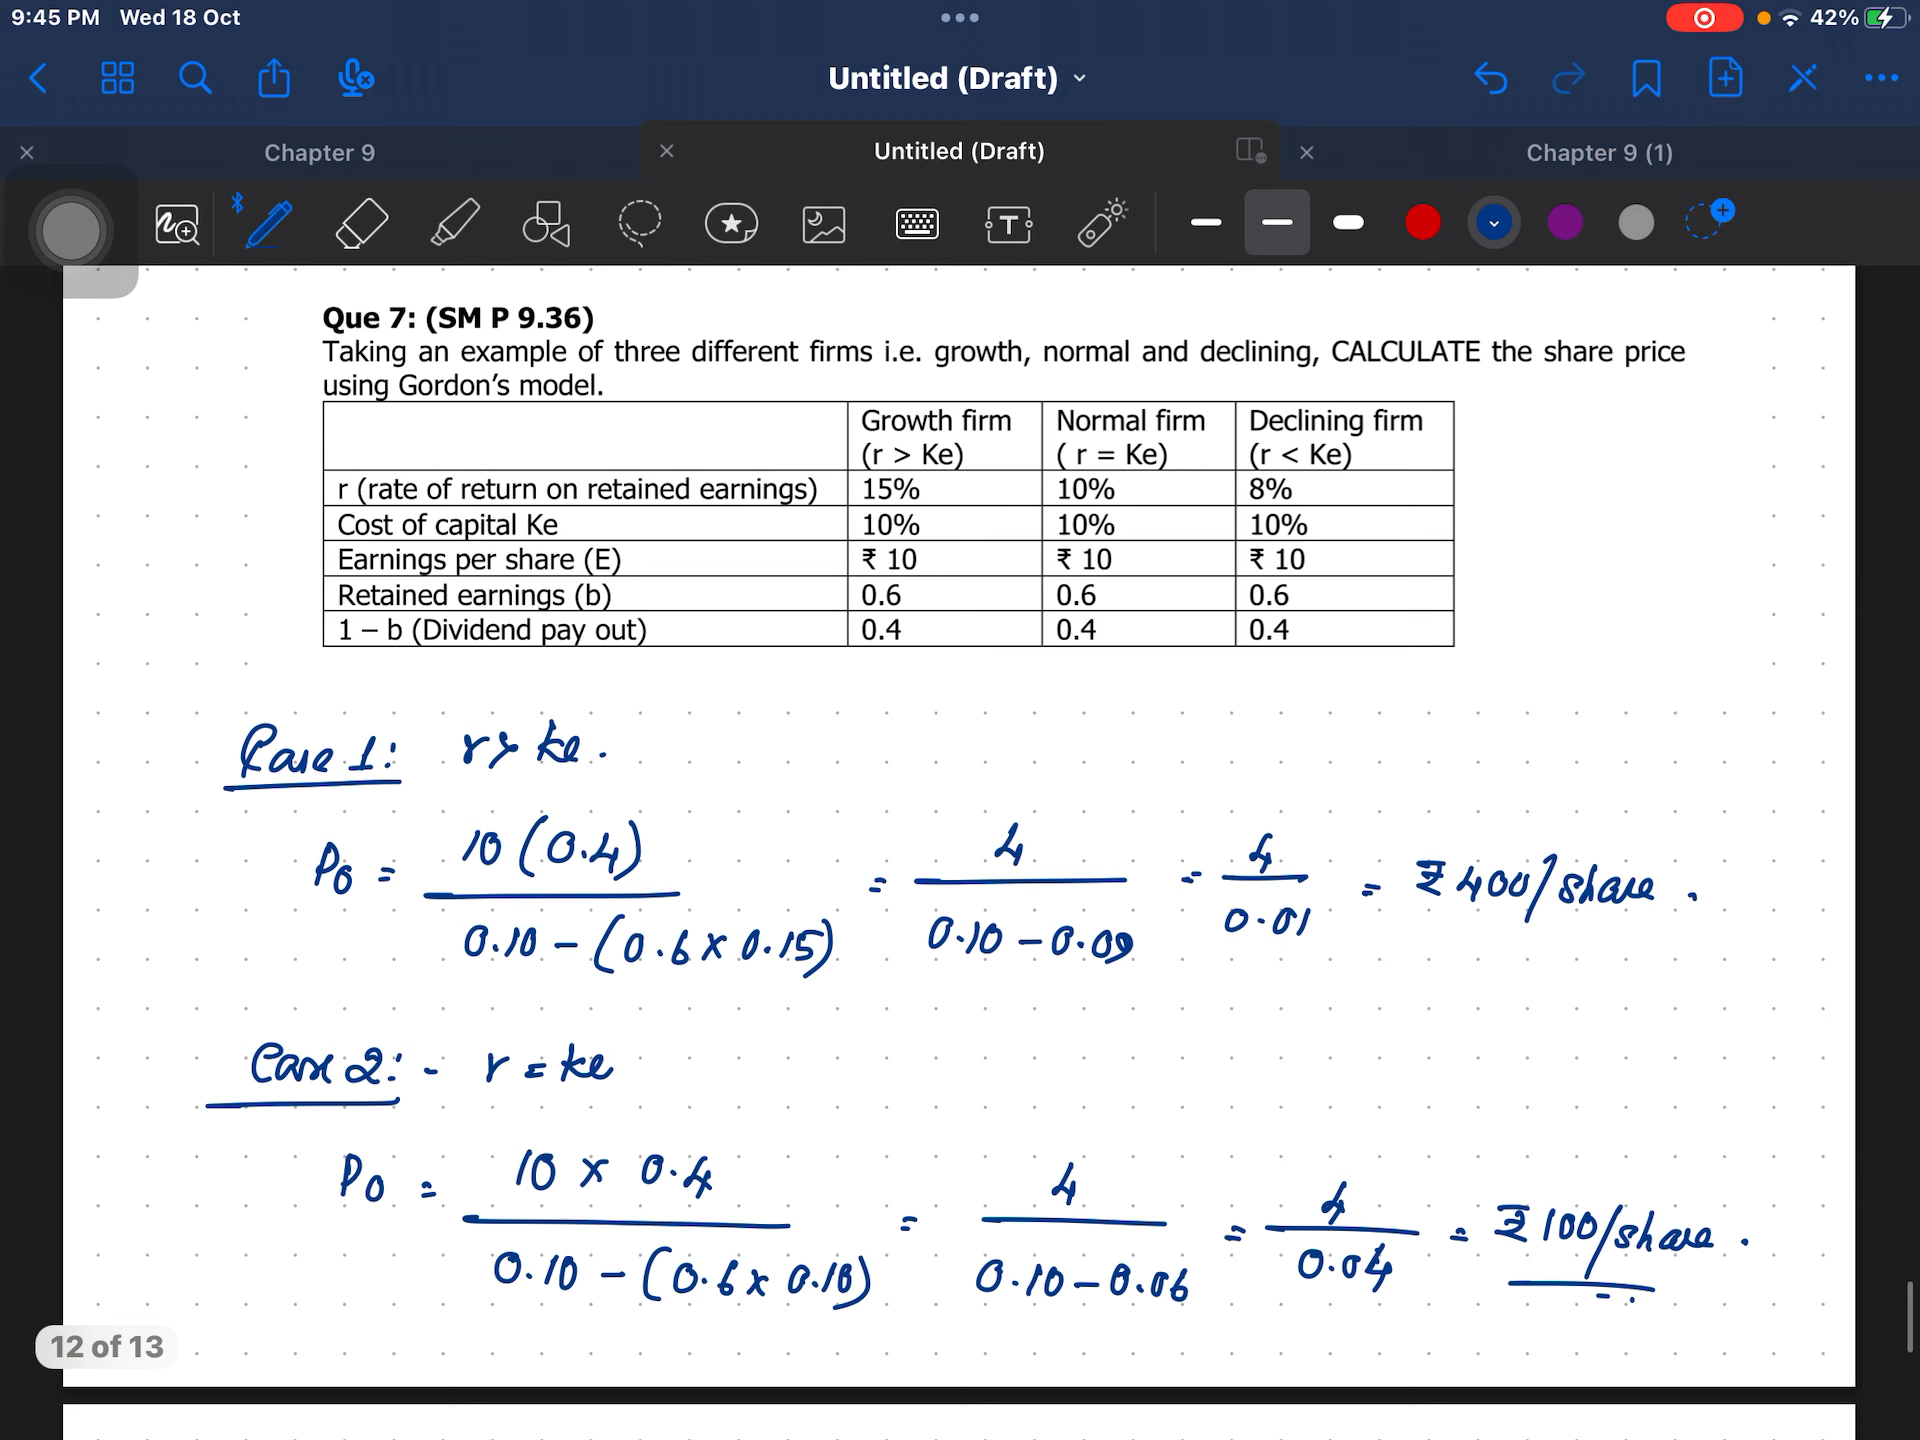 9:45 PM Wed 18 Oct
42%
Untitled (Draft)
Chapter 9
Untitled (Draft)
Chapter 9 (1)
T
Que 7: (SM P 9.36)
Taking an example of three different firms i.e. growth, normal and declining, CALCULATE the share price
using Gordon's model.
Growth firm (r > Ke) Normal firm ( r = Ke) Declining firm (r < Ke)
r (rate of return on retained earnings) 15% 10% 8%
Cost of capital Ke 10% 10% 10%
Earnings per share (E) ₹ 10 ₹ 10 ₹ 10
Retained earnings (b) 0.6 0.6 0.6
1 – b (Dividend pay out) 0.4 0.4 0.4
Case 1: r > ke.
P0 = 10 (0.4) / 0.10 - (0.6 x 0.15) = 4 / 0.10 - 0.09 = 4 / 0.01 = ₹ 400/share.
Case 2: - r = ke
P0 = 10 x 0.4 / 0.10 - (0.6 x 0.10) = 4 / 0.10 - 0.06 = 4 / 0.04 = ₹ 100/share.
12 of 13